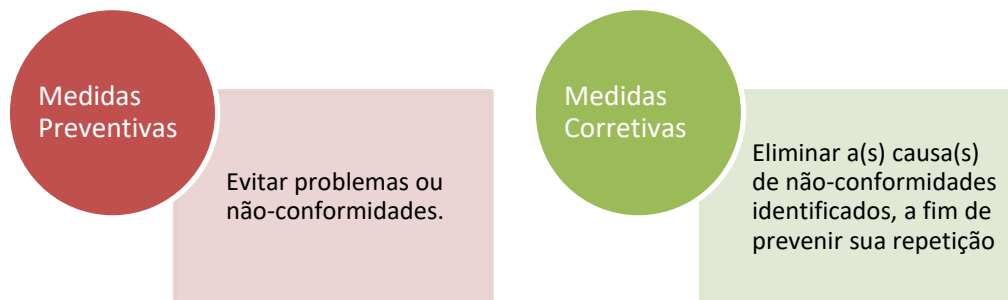 Medidas
Preventivas
Evitar problemas ou
não-conformidades.
Medidas
Corretivas
Eliminar a(s) causa(s)
de não-conformidades
identificados, a fim de
prevenir sua repetição